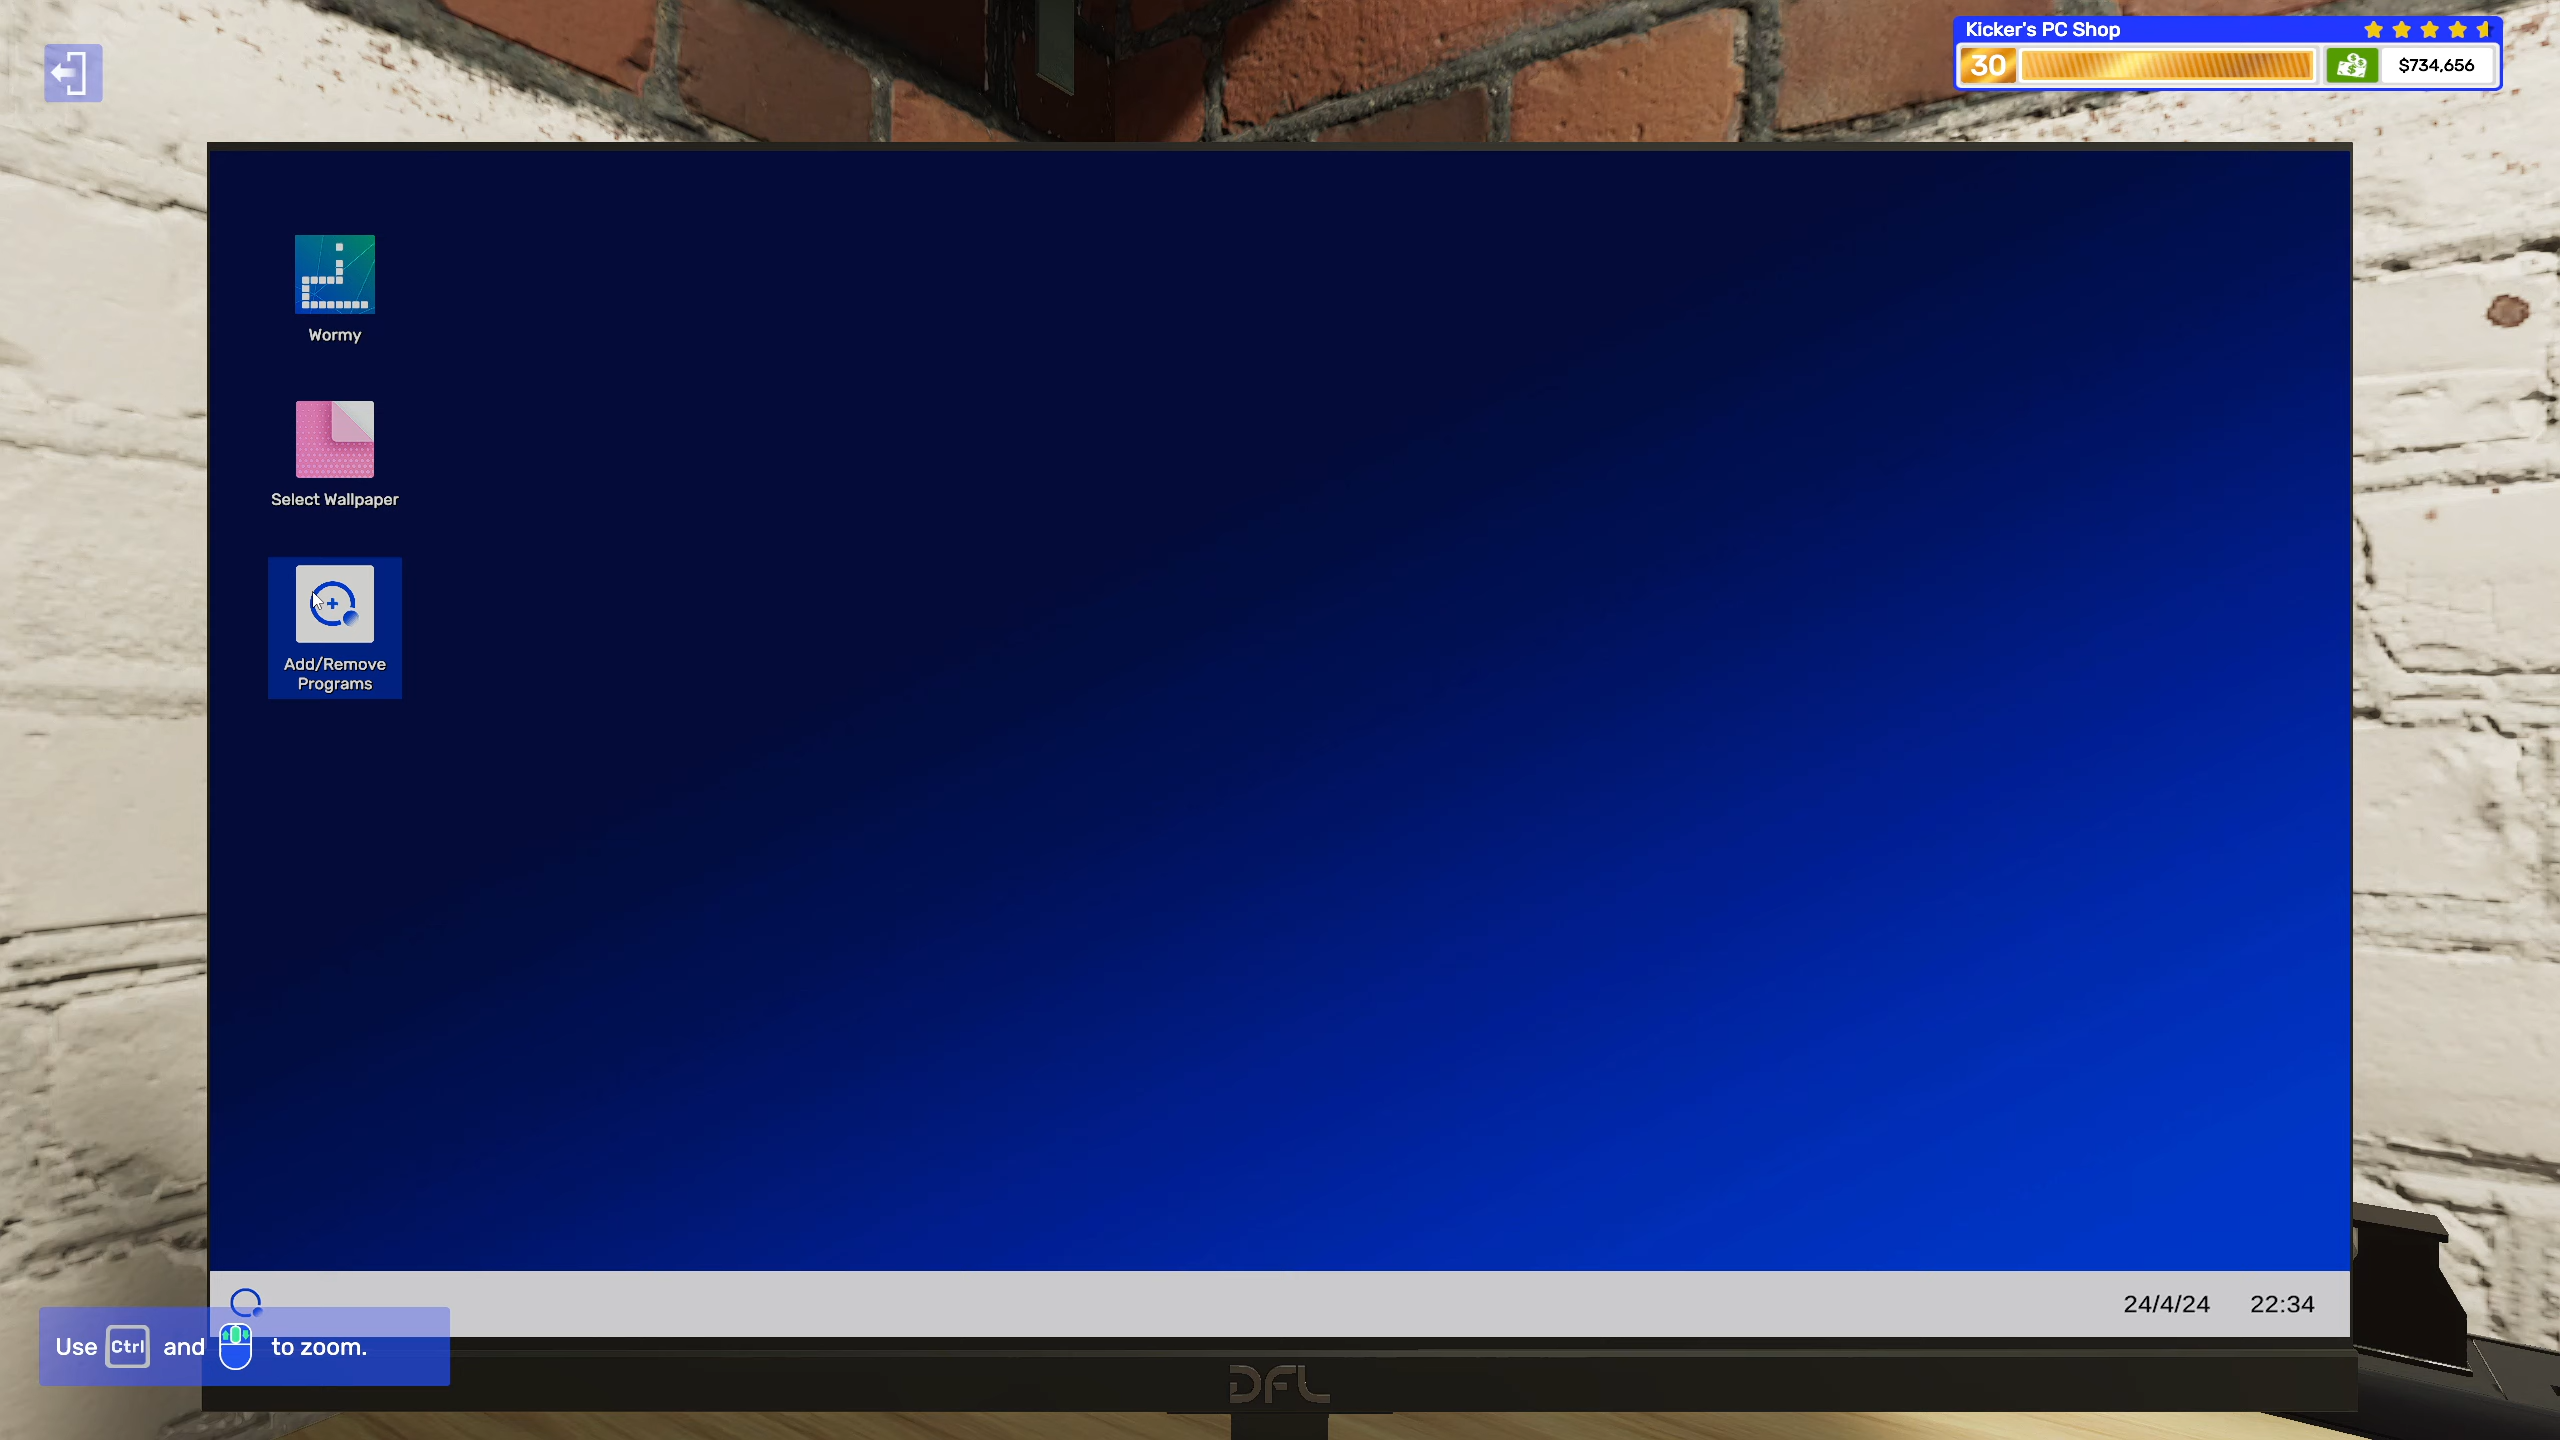 Kicker's PC Shop
30
$734,656
Wormy
Select Wallpaper
Add/Remove
Programs
24/4/24 22:34
Use Ctrl and to zoom.
DFL